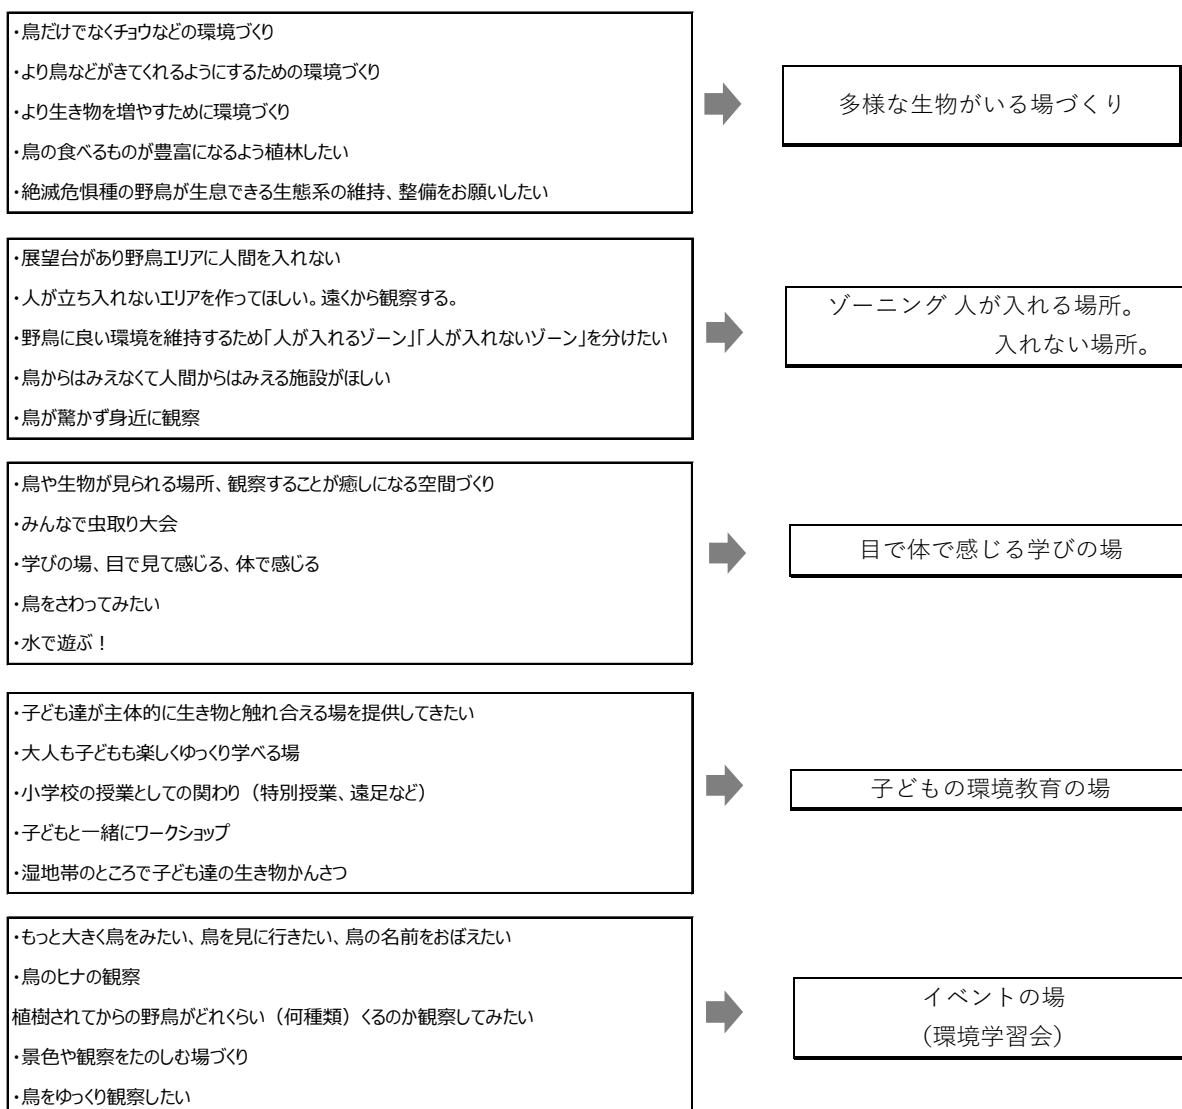 ・鳥だけでなくチョウなどの環境づくり
・より鳥などがきてくれるようにするための環境づくり
・より生き物を増やすために環境づくり
・鳥の食べるものが豊富になるよう植林したい
・絶滅危惧種の野鳥が生息できる生態系の維持、整備をお願いしたい
多様な生物がいる場づくり
・展望台があり野鳥エリアに人間を入れない
・人が立ち入れないエリアを作ってほしい。遠くから観察する。
・野鳥に良い環境を維持するため「人が入れるゾーン」「人が入れないゾーン」を分けたい
・鳥からはみえなくて人間からはみえる施設がほしい
・鳥が驚かず身近に観察
ゾーニング 人が入れる場所。
入れない場所。
・鳥や生物が見られる場所、観察することが癒しになる空間づくり
・みんなで虫取り大会
・学びの場、目で見て感じる、体で感じる
・鳥をさわってみたい
・水で遊ぶ！
目で体で感じる学びの場
・子ども達が主体的に生き物と触れ合える場を提供してきたい
・大人も子どもも楽しくゆっくり学べる場
・小学校の授業としての関わり（特別授業、遠足など）
・子どもと一緒にワークショップ
・湿地帯のところで子ども達の生き物かんさつ
子どもの環境教育の場
・もっと大きく鳥をみたい、鳥を見に行きたい、鳥の名前をおぼえたい
・鳥のヒナの観察
植樹されてからの野鳥がどれくらい（何種類）くるのか観察してみたい
・景色や観察をたのしむ場づくり
・鳥をゆっくり観察したい
イベントの場
（環境学習会）